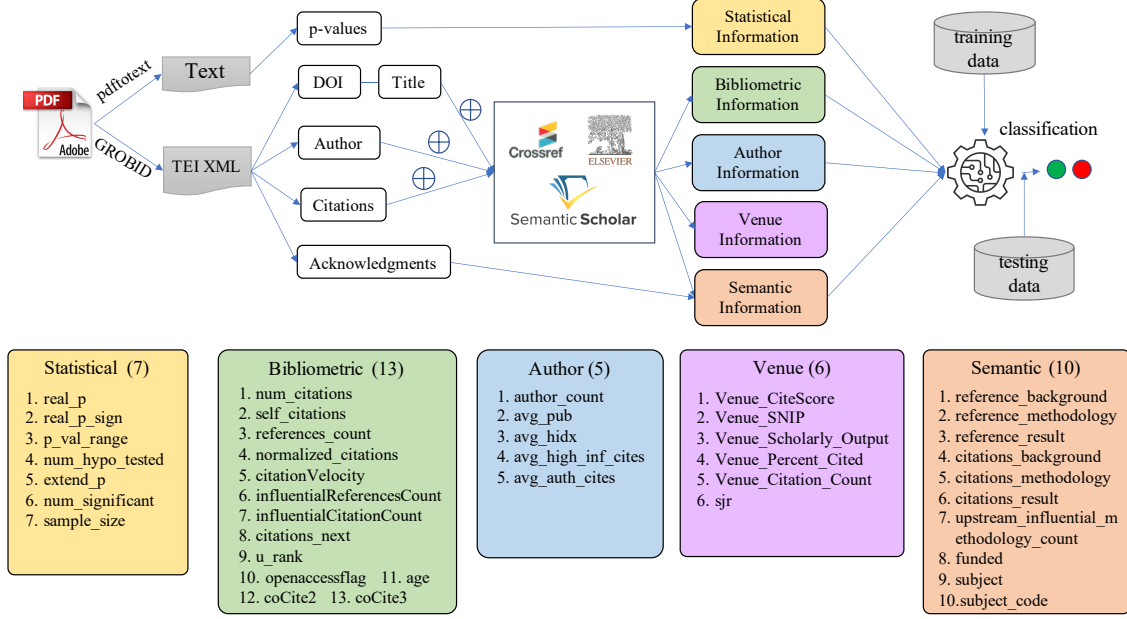 PDF
Adobe
pdftotext
GROBID
Text
TEI XML
p-values
DOI
Title
Author
Citations
Acknowledgments
Crossref
ELSEVIER
Semantic Scholar
Statistical
Information
Bibliometric
Information
Author
Information
Venue
Information
Semantic
Information
training
data
classification
testing
data
Statistical (7)
1. real_p
2. real_p_sign
3. p_val_range
4. num_hypo_tested
5. extend_p
6. num_significant
7. sample_size
Bibliometric (13)
1. num_citations
2. self_citations
3. references_count
4. normalized_citations
5. citationVelocity
6. influentialReferencesCount
7. influentialCitationCount
8. citations_next
9. u_rank
10. openaccessflag 11. age
12. coCite2 13. coCite3
Author (5)
1. author_count
2. avg_pub
3. avg_hidx
4. avg_high_inf_cites
5. avg_auth_cites
Venue (6)
1. Venue_CiteScore
2. Venue_SNIP
3. Venue_Scholarly_Output
4. Venue_Percent_Cited
5. Venue_Citation_Count
6. sjr
Semantic (10)
1. reference_background
2. reference_methodology
3. reference_result
4. citations_background
5. citations_methodology
6. citations_result
7. upstream_influential_m
ethodology_count
8. funded
9. subject
10.subject_code